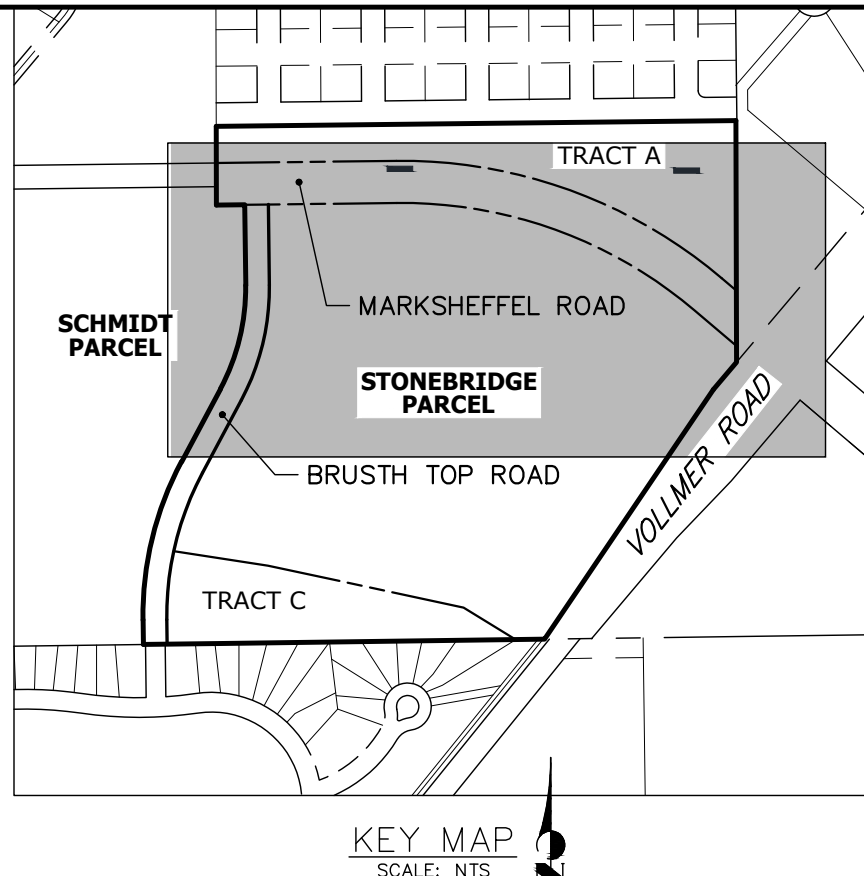 TRACT A
MARKSHEFFEL ROAD
SCHMIDT
PARCEL
STONEBRIDGE
PARCEL
VOLLMER ROAD
BRUSTH TOP ROAD
TRACT C
KEY MAP
SCALE: NTS